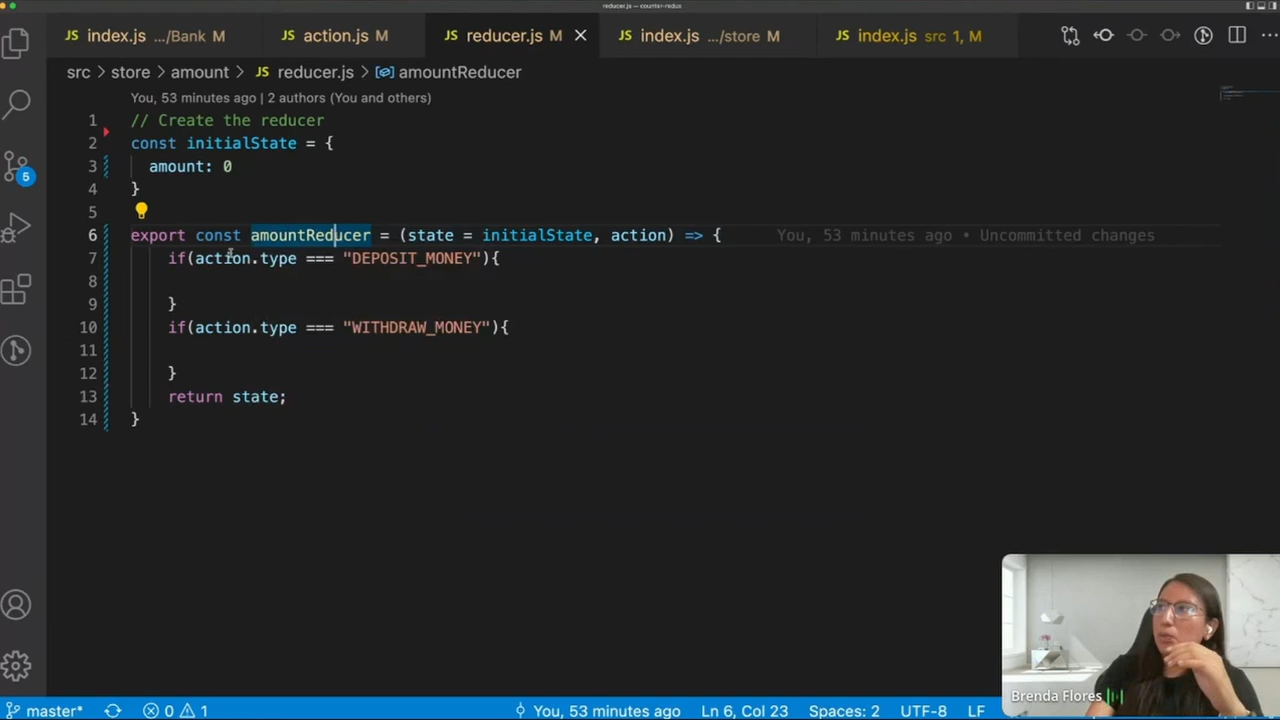 reducer.js — counter-redux
JS index.js .../Bank M JS action.js M JS reducer.js M × JS index.js .../store M JS index.js src 1, M
src > store > amount > JS reducer.js > amountReducer
You, 53 minutes ago | 2 authors (You and others)
1 // Create the reducer
2 const initialState = {
3 amount: 0
4 }
5
6 export const amountReducer = (state = initialState, action) => { You, 53 minutes ago • Uncommitted changes
7 if(action.type === "DEPOSIT_MONEY"){
8
9 }
10 if(action.type === "WITHDRAW_MONEY"){
11
12 }
13 return state;
14 }
5
Brenda Flores
master* 0 1 You, 53 minutes ago Ln 6, Col 23 Spaces: 2 UTF-8 LF